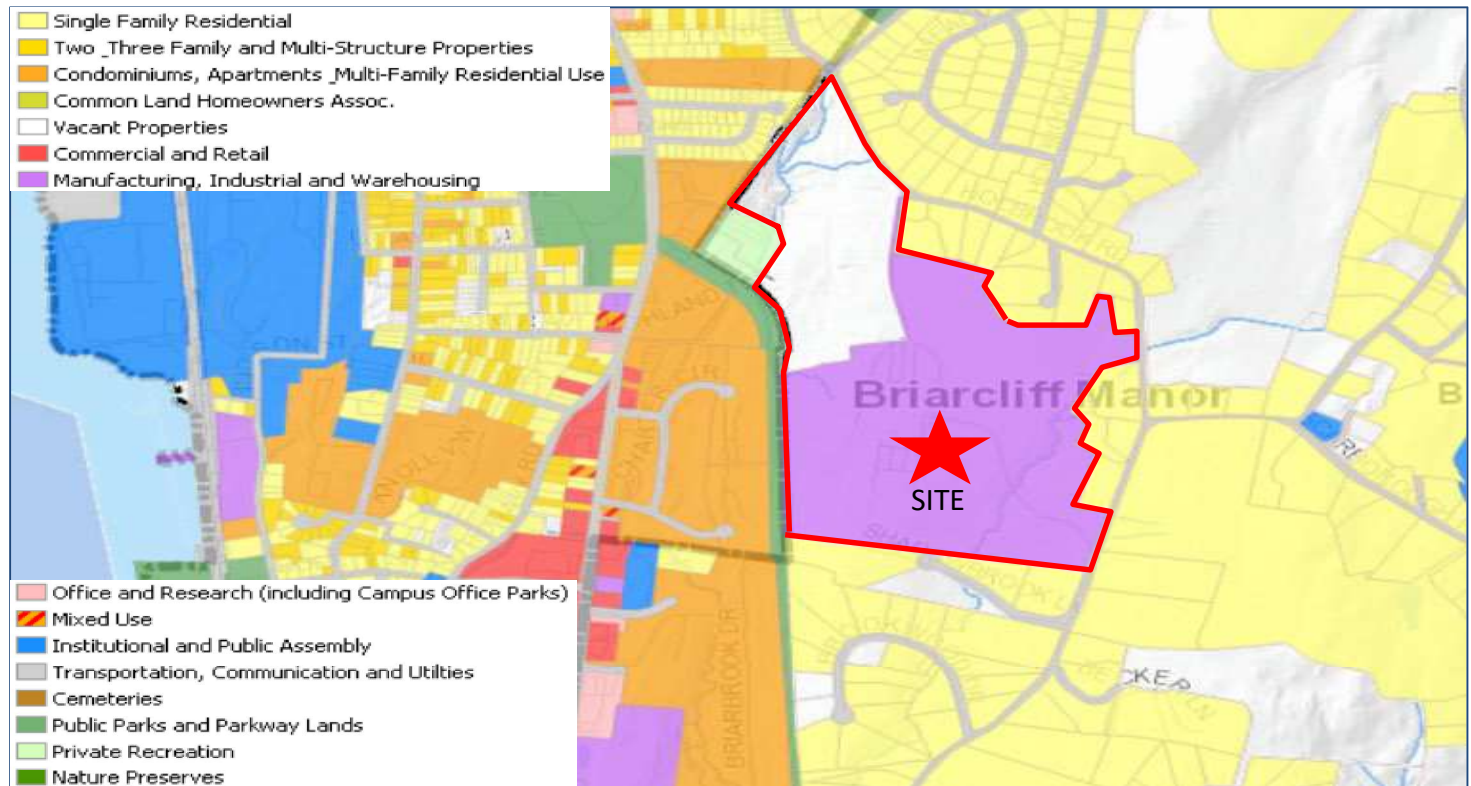 Single Family Residential
Two _Three Family and Multi-Structure Properties
Condominiums, Apartments _Multi-Family Residential Use
Common Land Homeowners Assoc.
Vacant Properties
Commercial and Retail
Manufacturing, Industrial and Warehousing
Briarcliff Manor
SITE
Office and Research (including Campus Office Parks)
Mixed Use
Institutional and Public Assembly
Transportation, Communication and Utilties
Cemeteries
Public Parks and Parkway Lands
Private Recreation
Nature Preserves
BRIARBROOK DR